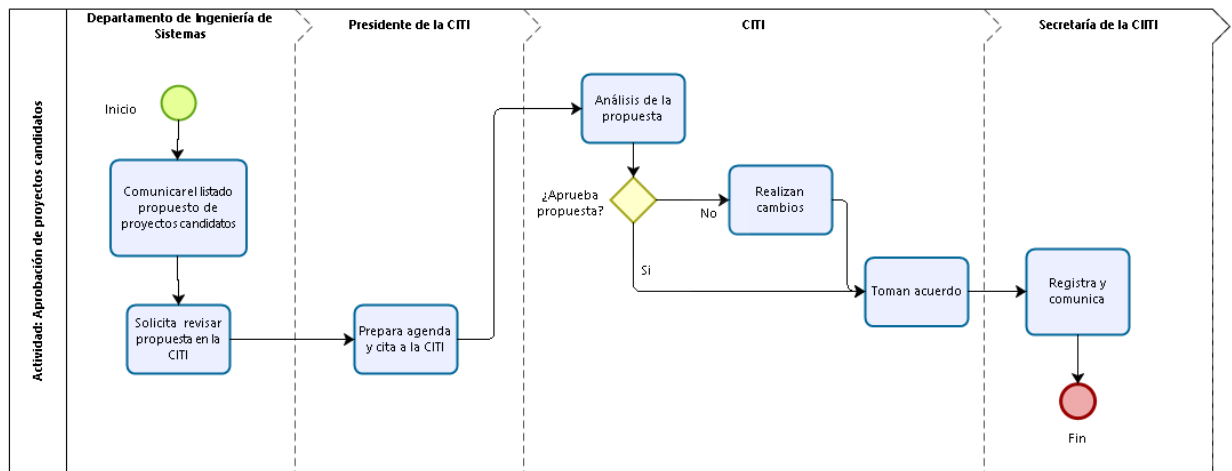 Departamento de Ingeniería de
Sistemas
Presidente de la CITI
CITI
Secretaría de la CIITI
Actividad: Aprobación de proyectos candidatos
Inicio
Comunicar el listado
propuesto de
proyectos candidatos
Solicita revisar
propuesta en la
CITI
Prepara agenda
y cita a la CITI
Análisis de la
propuesta
¿Aprueba
propuesta?
No
Realizan
cambios
Si
Toman acuerdo
Registra y
comunica
Fin